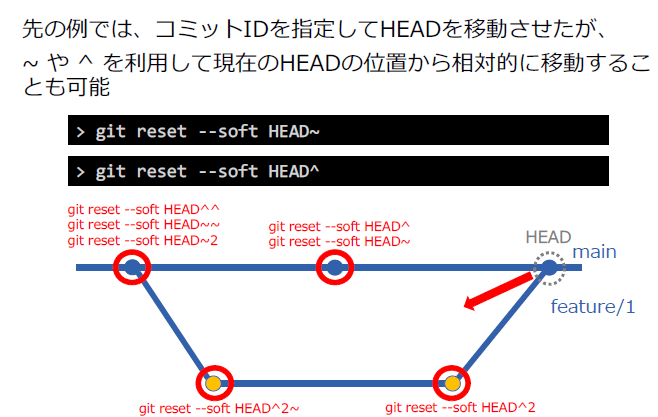 先の例では、コミットIDを指定してHEADを移動させたが、
~ や ^ を利用して現在のHEADの位置から相対的に移動するこ
とも可能
> git reset --soft HEAD~
> git reset --soft HEAD^
git reset --soft HEAD^^
git reset --soft HEAD~~
git reset --soft HEAD~2
git reset --soft HEAD^
git reset --soft HEAD~
HEAD
main
feature/1
git reset --soft HEAD^2~
git reset --soft HEAD^2